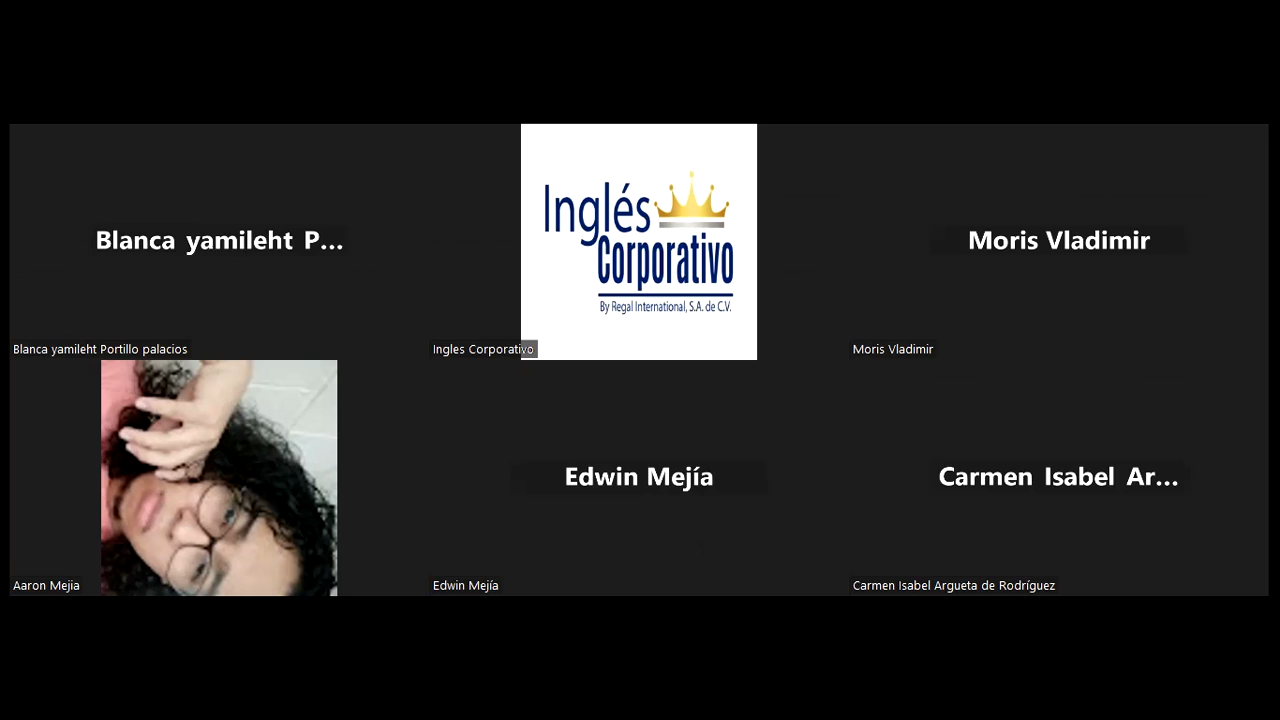 Blanca yamileht P...
Inglés
Corporativo
By Regal International, S.A. de C.V.
Moris Vladimir
Blanca yamileht Portillo palacios
Ingles Corporativo
Moris Vladimir
Edwin Mejía
Carmen Isabel Ar...
Aaron Mejia
Edwin Mejía
Carmen Isabel Argueta de Rodríguez